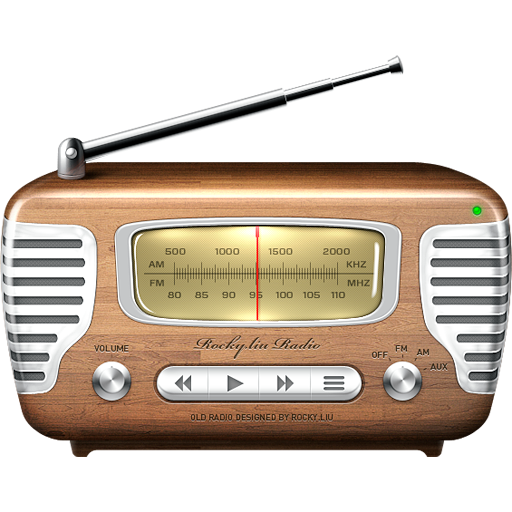 500 1000 1500 2000
AM KHZ
FM MHZ
80 85 90 95 100 105 110
Rocky.liu Radio
VOLUME
OFF FM AM AUX
OLD RADIO DESIGNED BY ROCKY.LIU